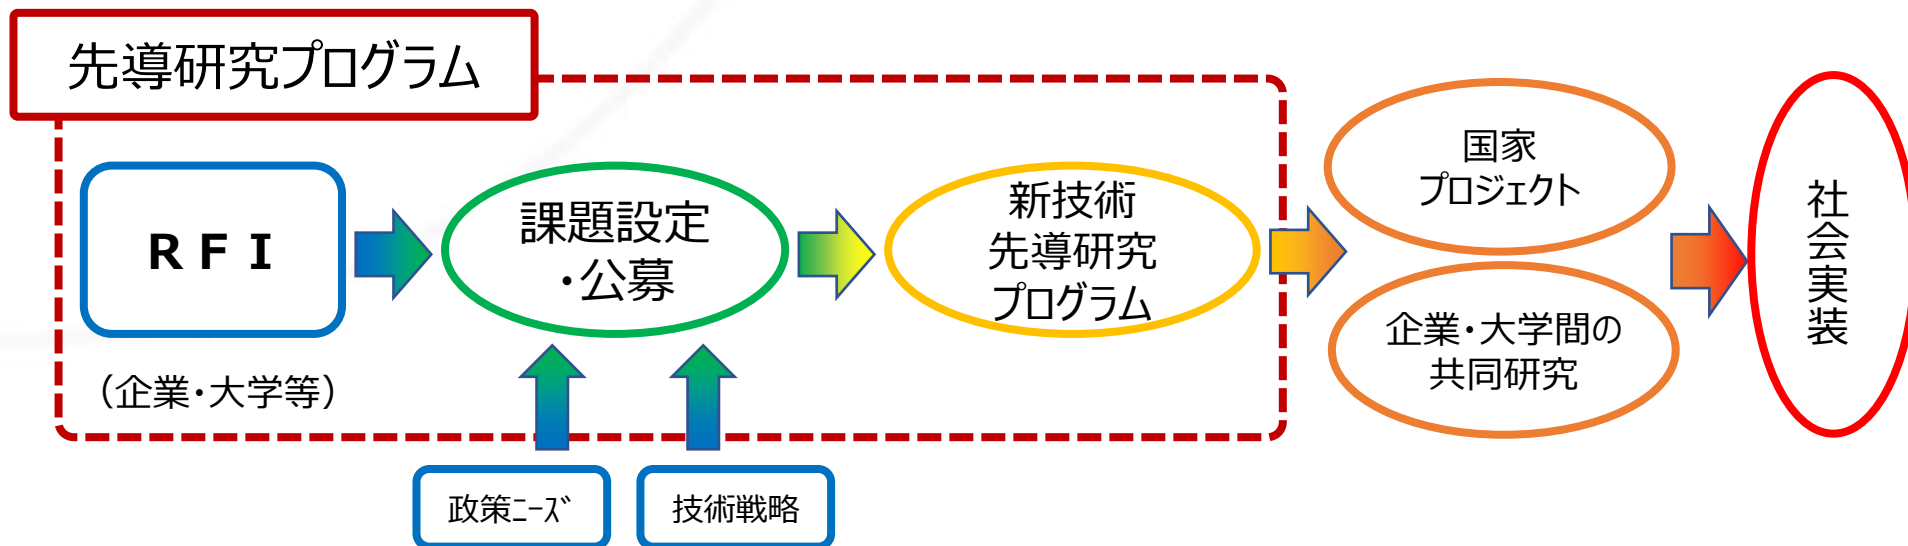 先導研究プログラム
ＲＦＩ
（企業・大学等）
課題設定
・公募
政策ﾆｰｽﾞ
技術戦略
新技術
先導研究
プログラム
国家
プロジェクト
企業・大学間の
共同研究
社会実装